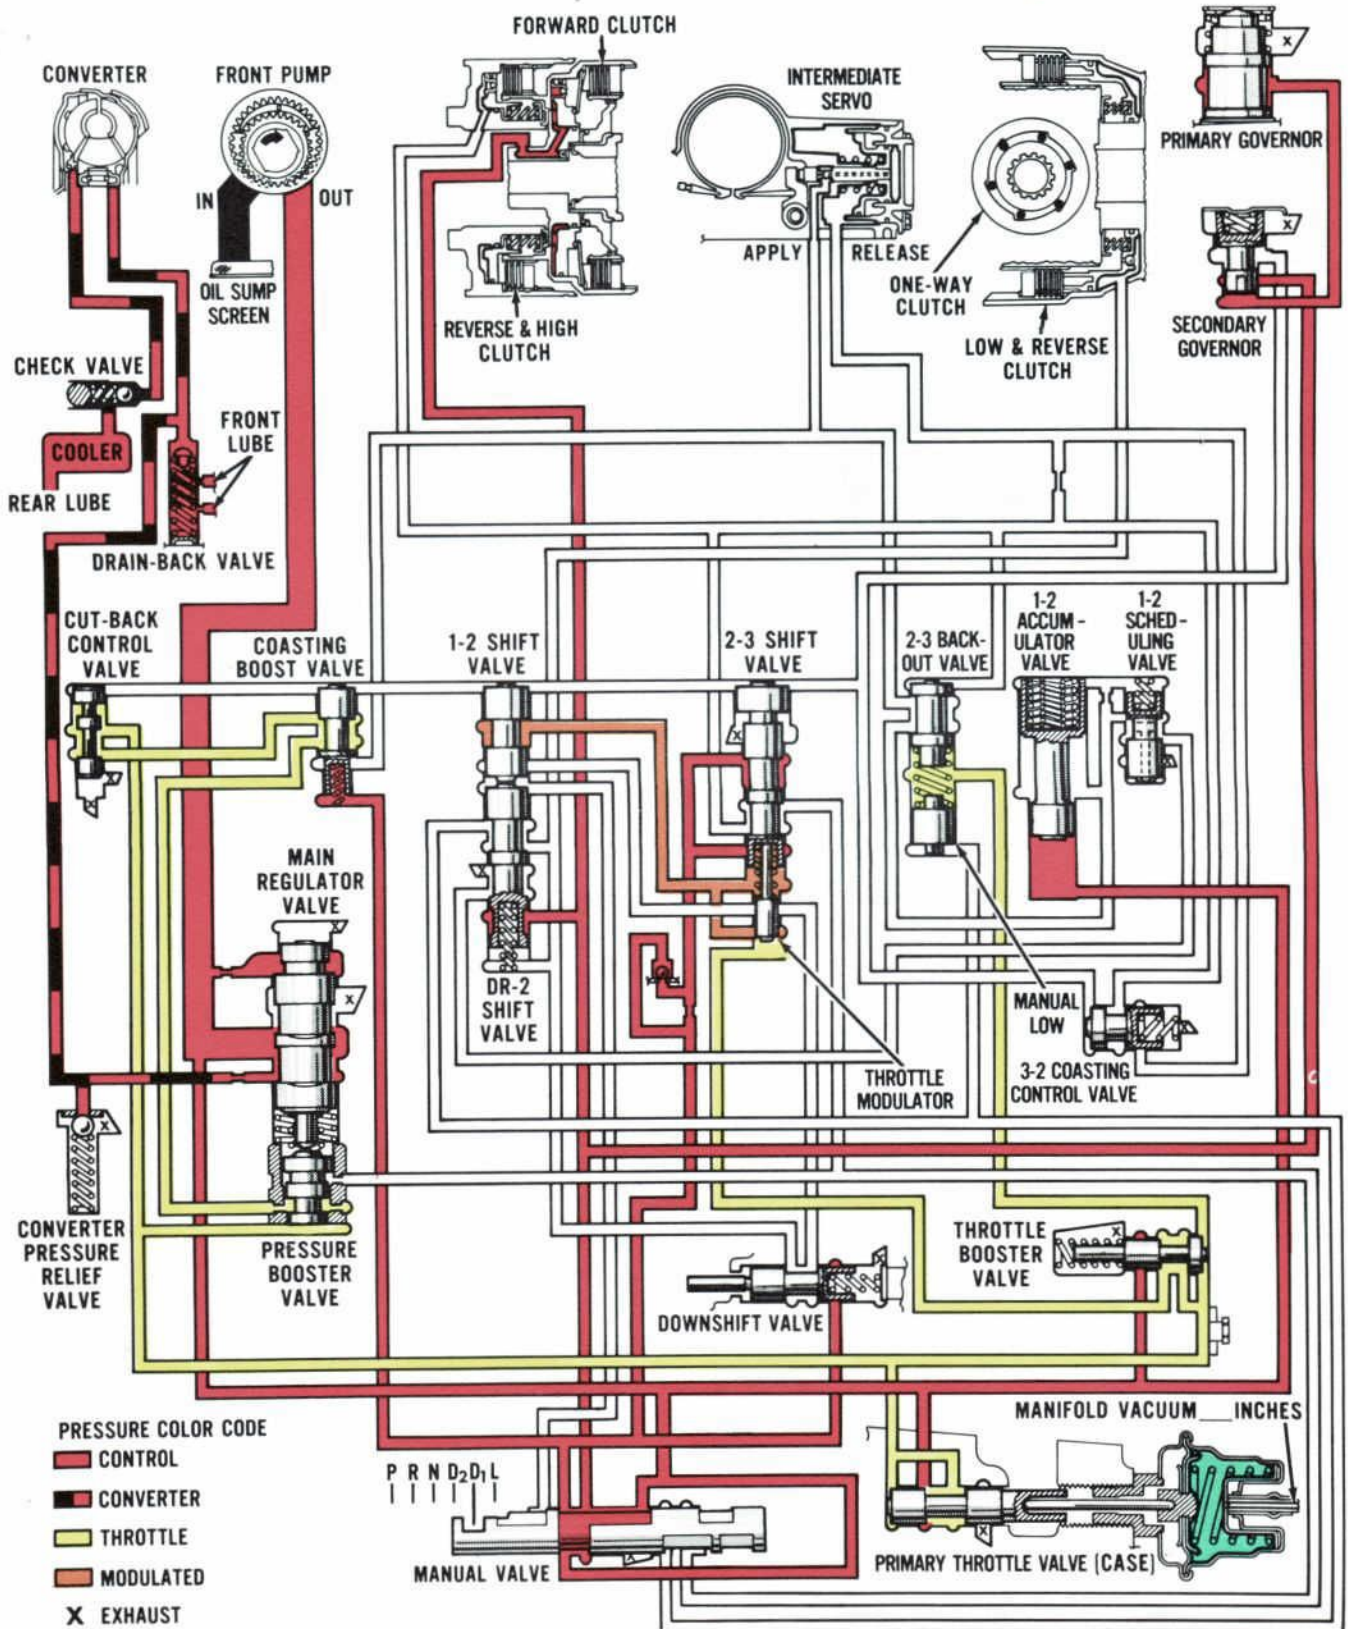 FORWARD CLUTCH
CONVERTER
FRONT PUMP
INTERMEDIATE
SERVO
X
PRIMARY GOVERNOR
IN
OUT
APPLY
RELEASE
X
OIL SUMP
SCREEN
ONE-WAY
CLUTCH
REVERSE & HIGH
CLUTCH
LOW & REVERSE
CLUTCH
SECONDARY
GOVERNOR
CHECK VALVE
FRONT
LUBE
COOLER
REAR LUBE
DRAIN-BACK VALVE
CUT-BACK
CONTROL
VALVE
COASTING
BOOST VALVE
1-2 SHIFT
VALVE
2-3 SHIFT
VALVE
2-3 BACK-
OUT VALVE
1-2
ACCUM-
ULATOR
VALVE
1-2
SCHED-
ULING
VALVE
X
MAIN
REGULATOR
VALVE
X
DR-2
SHIFT
VALVE
MANUAL
LOW
THROTTLE
MODULATOR
3-2 COASTING
CONTROL VALVE
X
CONVERTER
PRESSURE
RELIEF
VALVE
PRESSURE
BOOSTER
VALVE
THROTTLE
BOOSTER
VALVE
X
DOWNSHIFT VALVE
PRESSURE COLOR CODE
CONTROL
CONVERTER
THROTTLE
MODULATED
X EXHAUST
P R N D2 D1 L
MANUAL VALVE
MANIFOLD VACUUM___INCHES
X
PRIMARY THROTTLE VALVE (CASE)